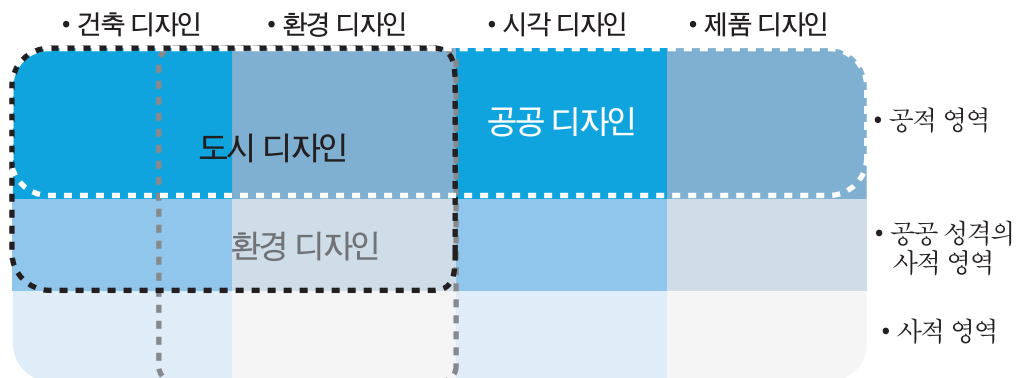 • 건축 디자인 • 환경 디자인 • 시각 디자인 • 제품 디자인
공공 디자인
• 공적 영역
도시 디자인
환경 디자인
• 공공 성격의
사적 영역
• 사적 영역